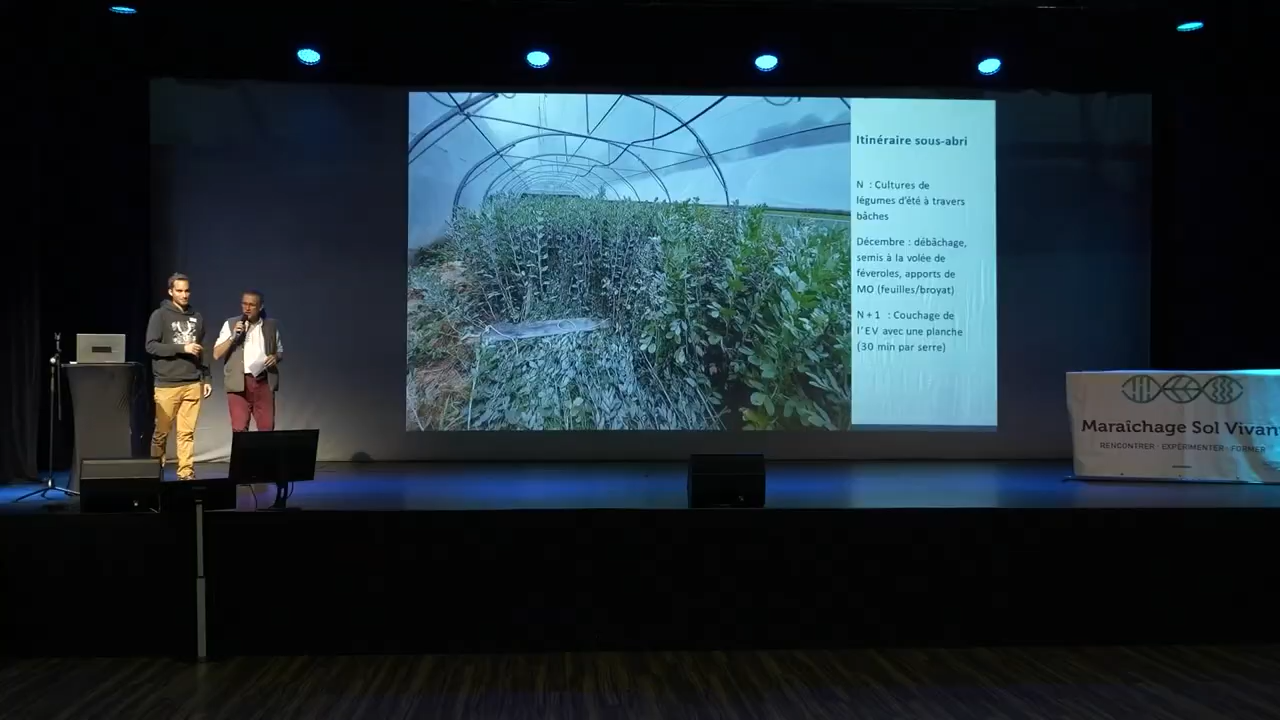 Itinéraire sous-abri
N : Cultures de
légumes d'été à travers
bâches
Décembre : débâchage,
semis à la volée de
féveroles, apports de
MO (feuilles/broyat)
N+1 : Couchage de
l'EV avec une planche
(30 min par serre)
Maraîchage Sol Vivant
RENCONTRER · EXPÉRIMENTER · FORMER